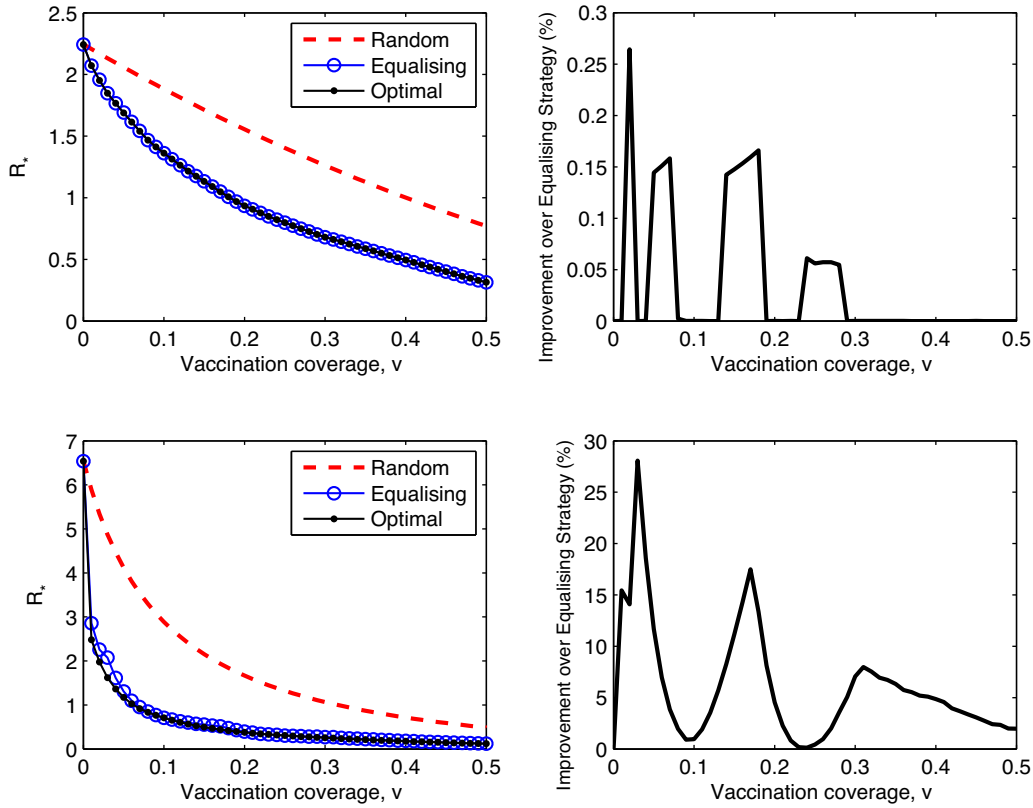 2.5
2
1.5
1
0.5
0
R*
Random
Equalising
Optimal
0 0.1 0.2 0.3 0.4 0.5
Vaccination coverage, v
0.3
0.25
0.2
0.15
0.1
0.05
0
Improvement over Equalising Strategy (%)
0 0.1 0.2 0.3 0.4 0.5
Vaccination coverage, v
7
6
5
4
3
2
1
0
R*
Random
Equalising
Optimal
0 0.1 0.2 0.3 0.4 0.5
Vaccination coverage, v
30
25
20
15
10
5
0
Improvement over Equalising Strategy (%)
0 0.1 0.2 0.3 0.4 0.5
Vaccination coverage, v